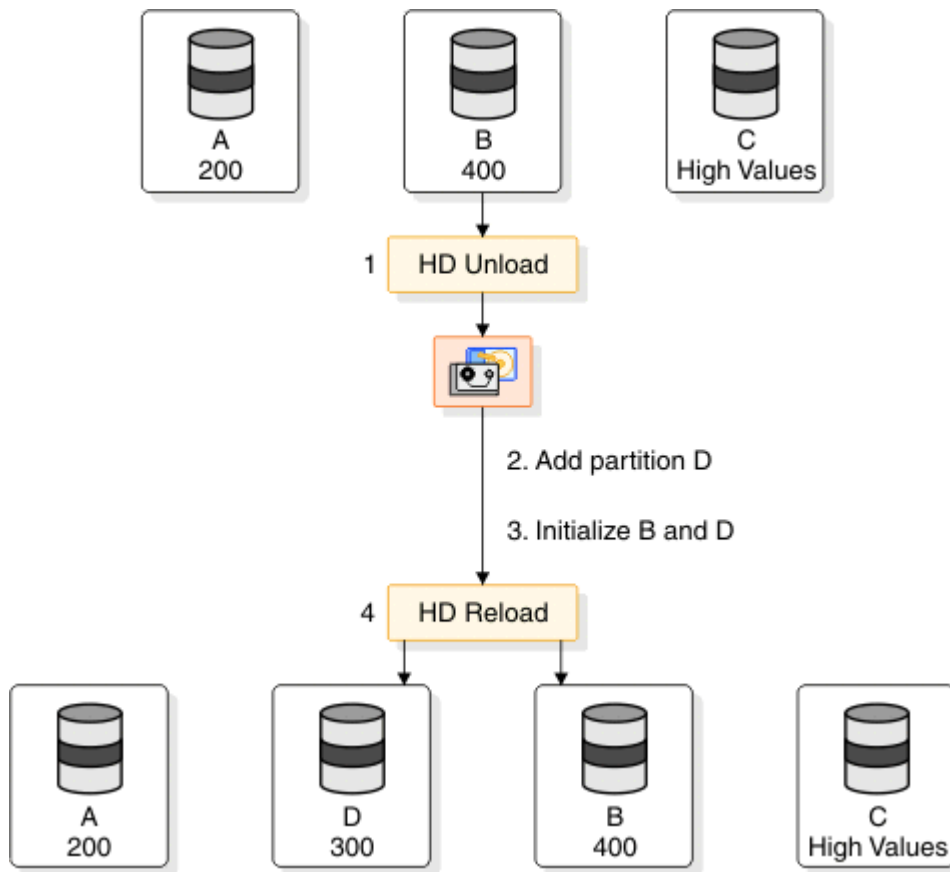 A
200
B
400
C
High Values
1
HD Unload
2. Add partition D
3. Initialize B and D
4
HD Reload
A
200
D
300
B
400
C
High Values